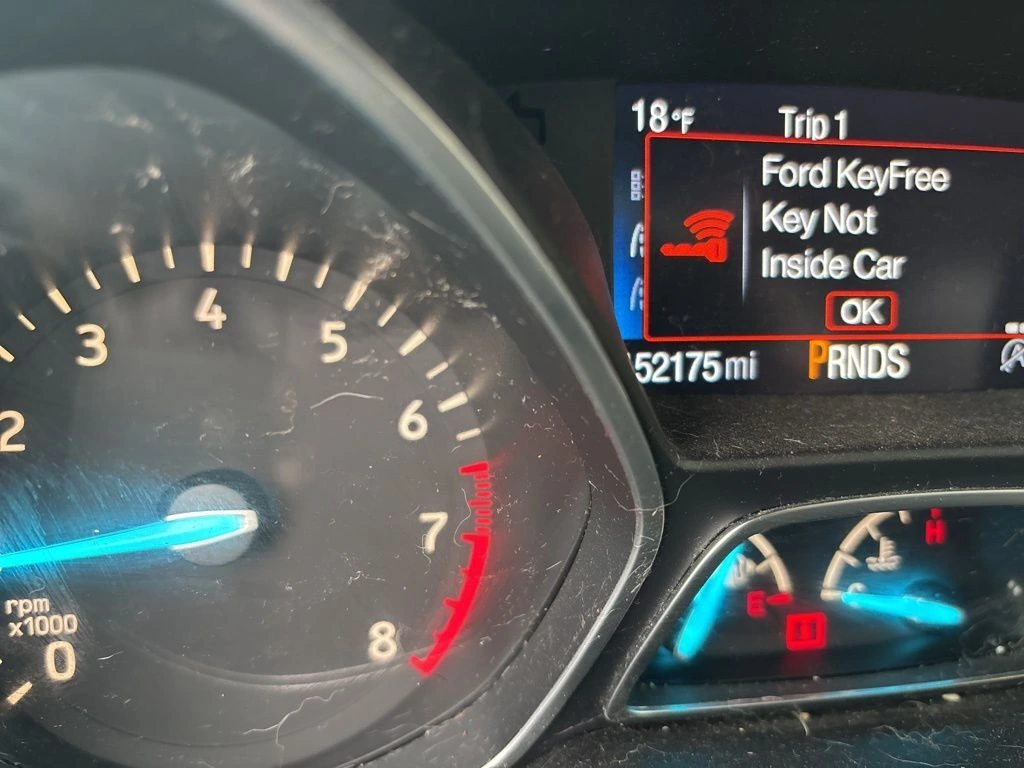 18°F Trip 1
Ford KeyFree
Key Not
Inside Car
OK
52175 mi PRNDS
2 3 4 5 6 7 8
rpm
x1000
0
E H